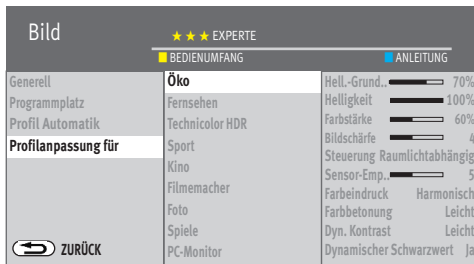 Bild
★ ★ ★ EXPERTE
BEDIENUMFANG
ANLEITUNG
Generell
Programmplatz
Profil Automatik
Profilanpassung für
ZURÜCK
Öko
Fernsehen
Technicolor HDR
Sport
Kino
Filmemacher
Foto
Spiele
PC-Monitor
Hell.-Grund.. 70%
Helligkeit 100%
Farbstärke 60%
Bildschärfe 4
Steuerung Raumlichtabhängig
Sensor-Emp.. 5
Farbeindruck Harmonisch
Farbbetonung Leicht
Dyn. Kontrast Leicht
Dynamischer Schwarzwert Ja